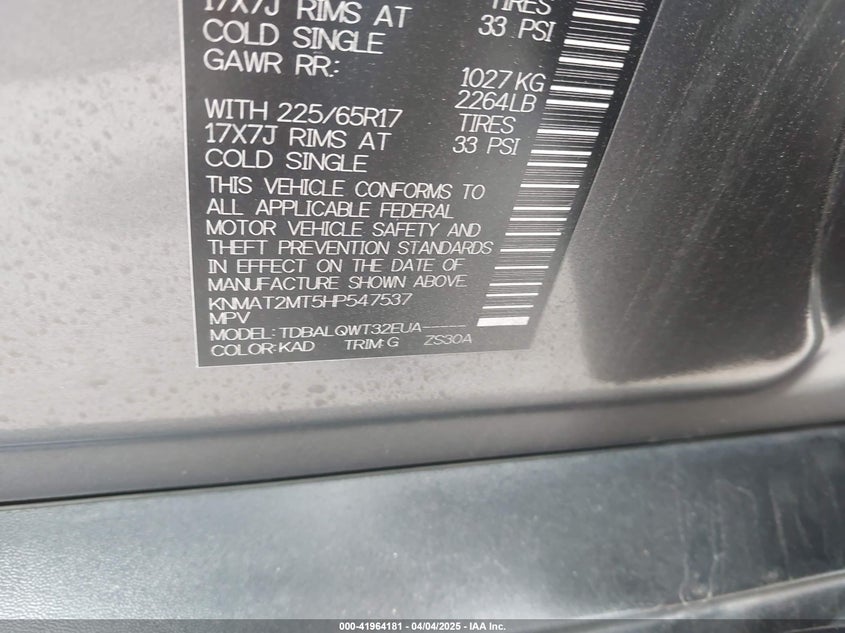 17X7J RIMS AT TIRES
COLD SINGLE 33 PSI
GAWR RR:
1027 KG
2264LB
WITH 225/65R17 TIRES
17X7J RIMS AT 33 PSI
COLD SINGLE
THIS VEHICLE CONFORMS TO
ALL APPLICABLE FEDERAL
MOTOR VEHICLE SAFETY AND
THEFT PREVENTION STANDARDS
IN EFFECT ON THE DATE OF
MANUFACTURE SHOWN ABOVE.
KNMAT2MT5HP547537
MPV
MODEL: TDBALQWT32EUA-----
COLOR:KAD TRIM:G ZS30A
000-41964181 - 04/04/2025 - IAA Inc.